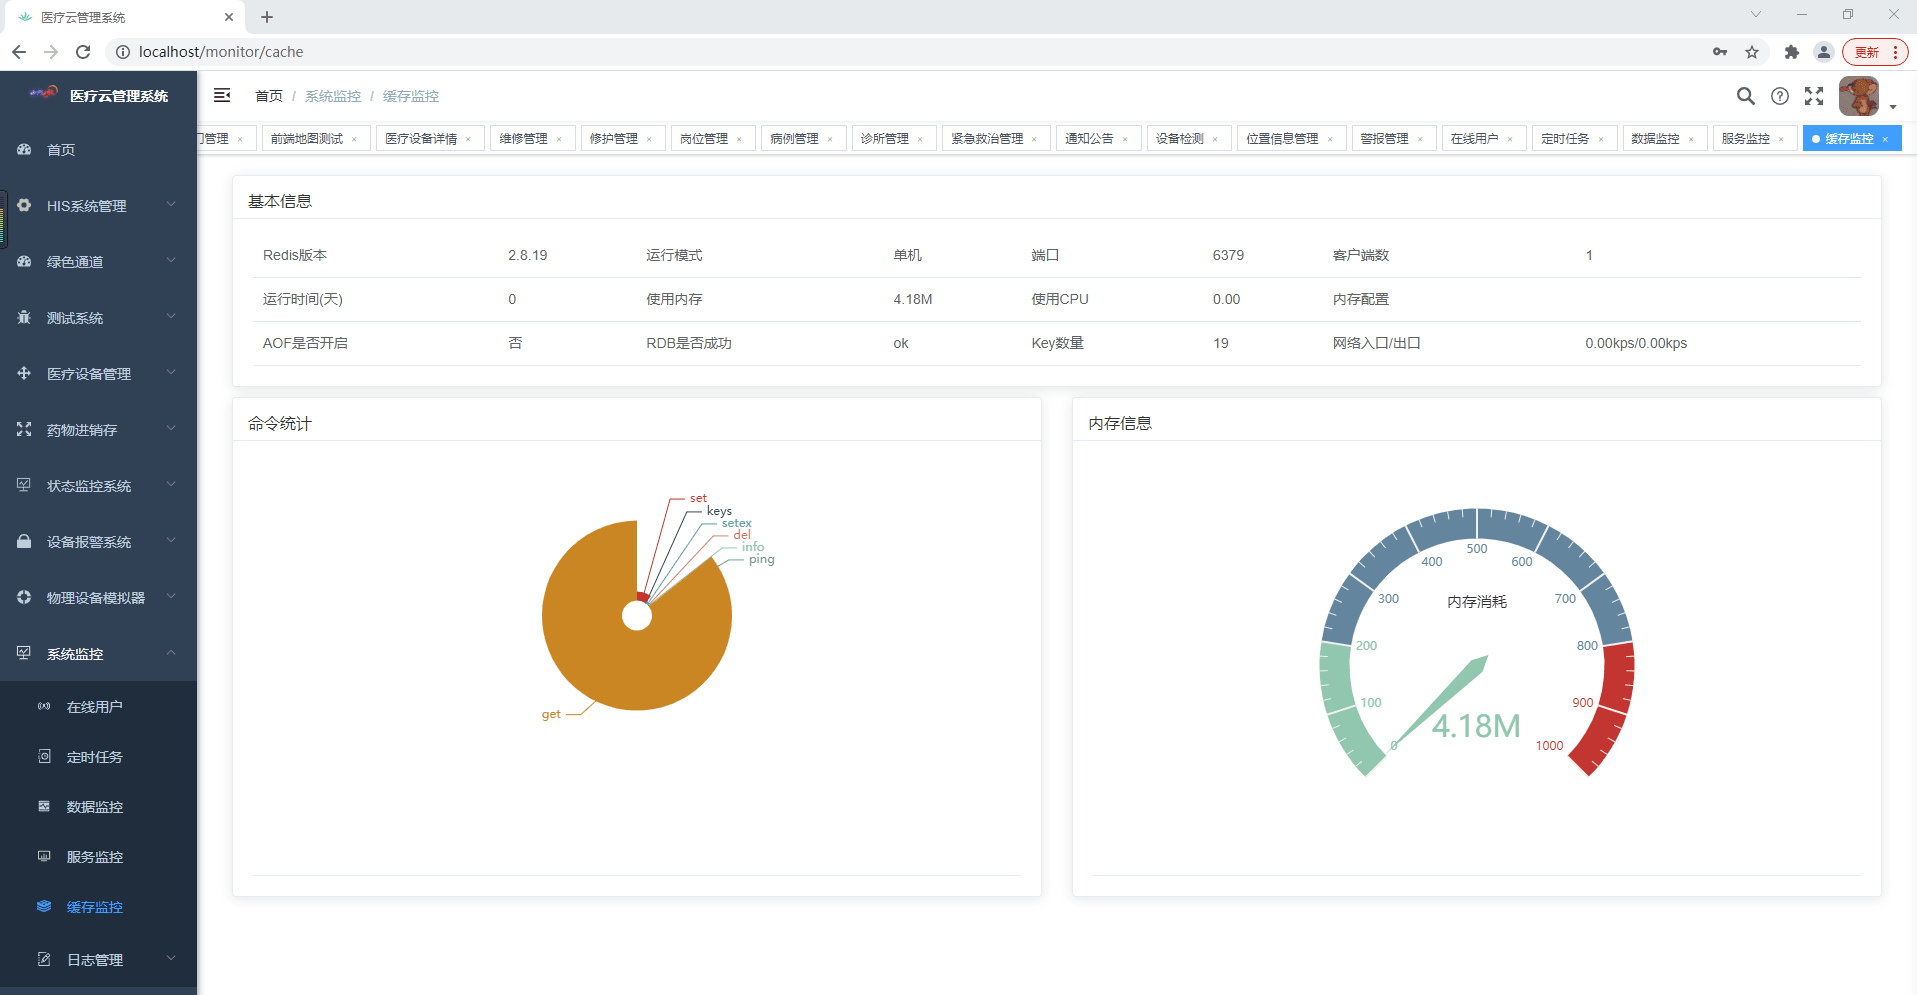 医疗云管理系统
localhost/monitor/cache
更新
医疗云管理系统
首页 / 系统监控 / 缓存监控
门管理 × 前端地图测试 × 医疗设备详情 × 维修管理 × 修护管理 × 岗位管理 × 病例管理 × 诊所管理 × 紧急救治管理 × 通知公告 × 设备检测 × 位置信息管理 × 警报管理 × 在线用户 × 定时任务 × 数据监控 × 服务监控 × 缓存监控 ×
首页
HIS系统管理
绿色通道
测试系统
医疗设备管理
药物进销存
状态监控系统
设备报警系统
物理设备模拟器
系统监控
在线用户
定时任务
数据监控
服务监控
缓存监控
日志管理
基本信息
Redis版本 2.8.19 运行模式 单机 端口 6379 客户端数 1
运行时间(天) 0 使用内存 4.18M 使用CPU 0.00 内存配置
AOF是否开启 否 RDB是否成功 ok Key数量 19 网络入口/出口 0.00kps/0.00kps
命令统计
set
keys
setex
del
info
ping
get
内存信息
500
400 600
300 内存消耗 700
200 800
100 900
4.18M
0 1000